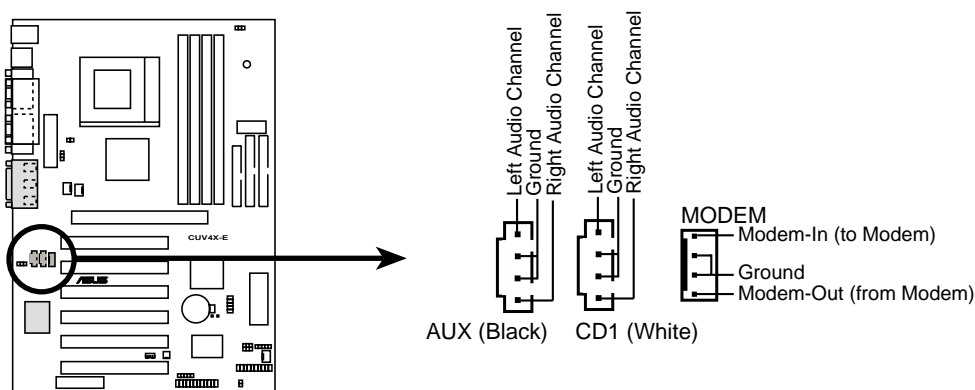 Left Audio Channel
Ground
Right Audio Channel
Left Audio Channel
Ground
Right Audio Channel
MODEM
Modem-In (to Modem)
Ground
Modem-Out (from Modem)
AUX (Black)
CD1 (White)
CUV4X-E
ASUS